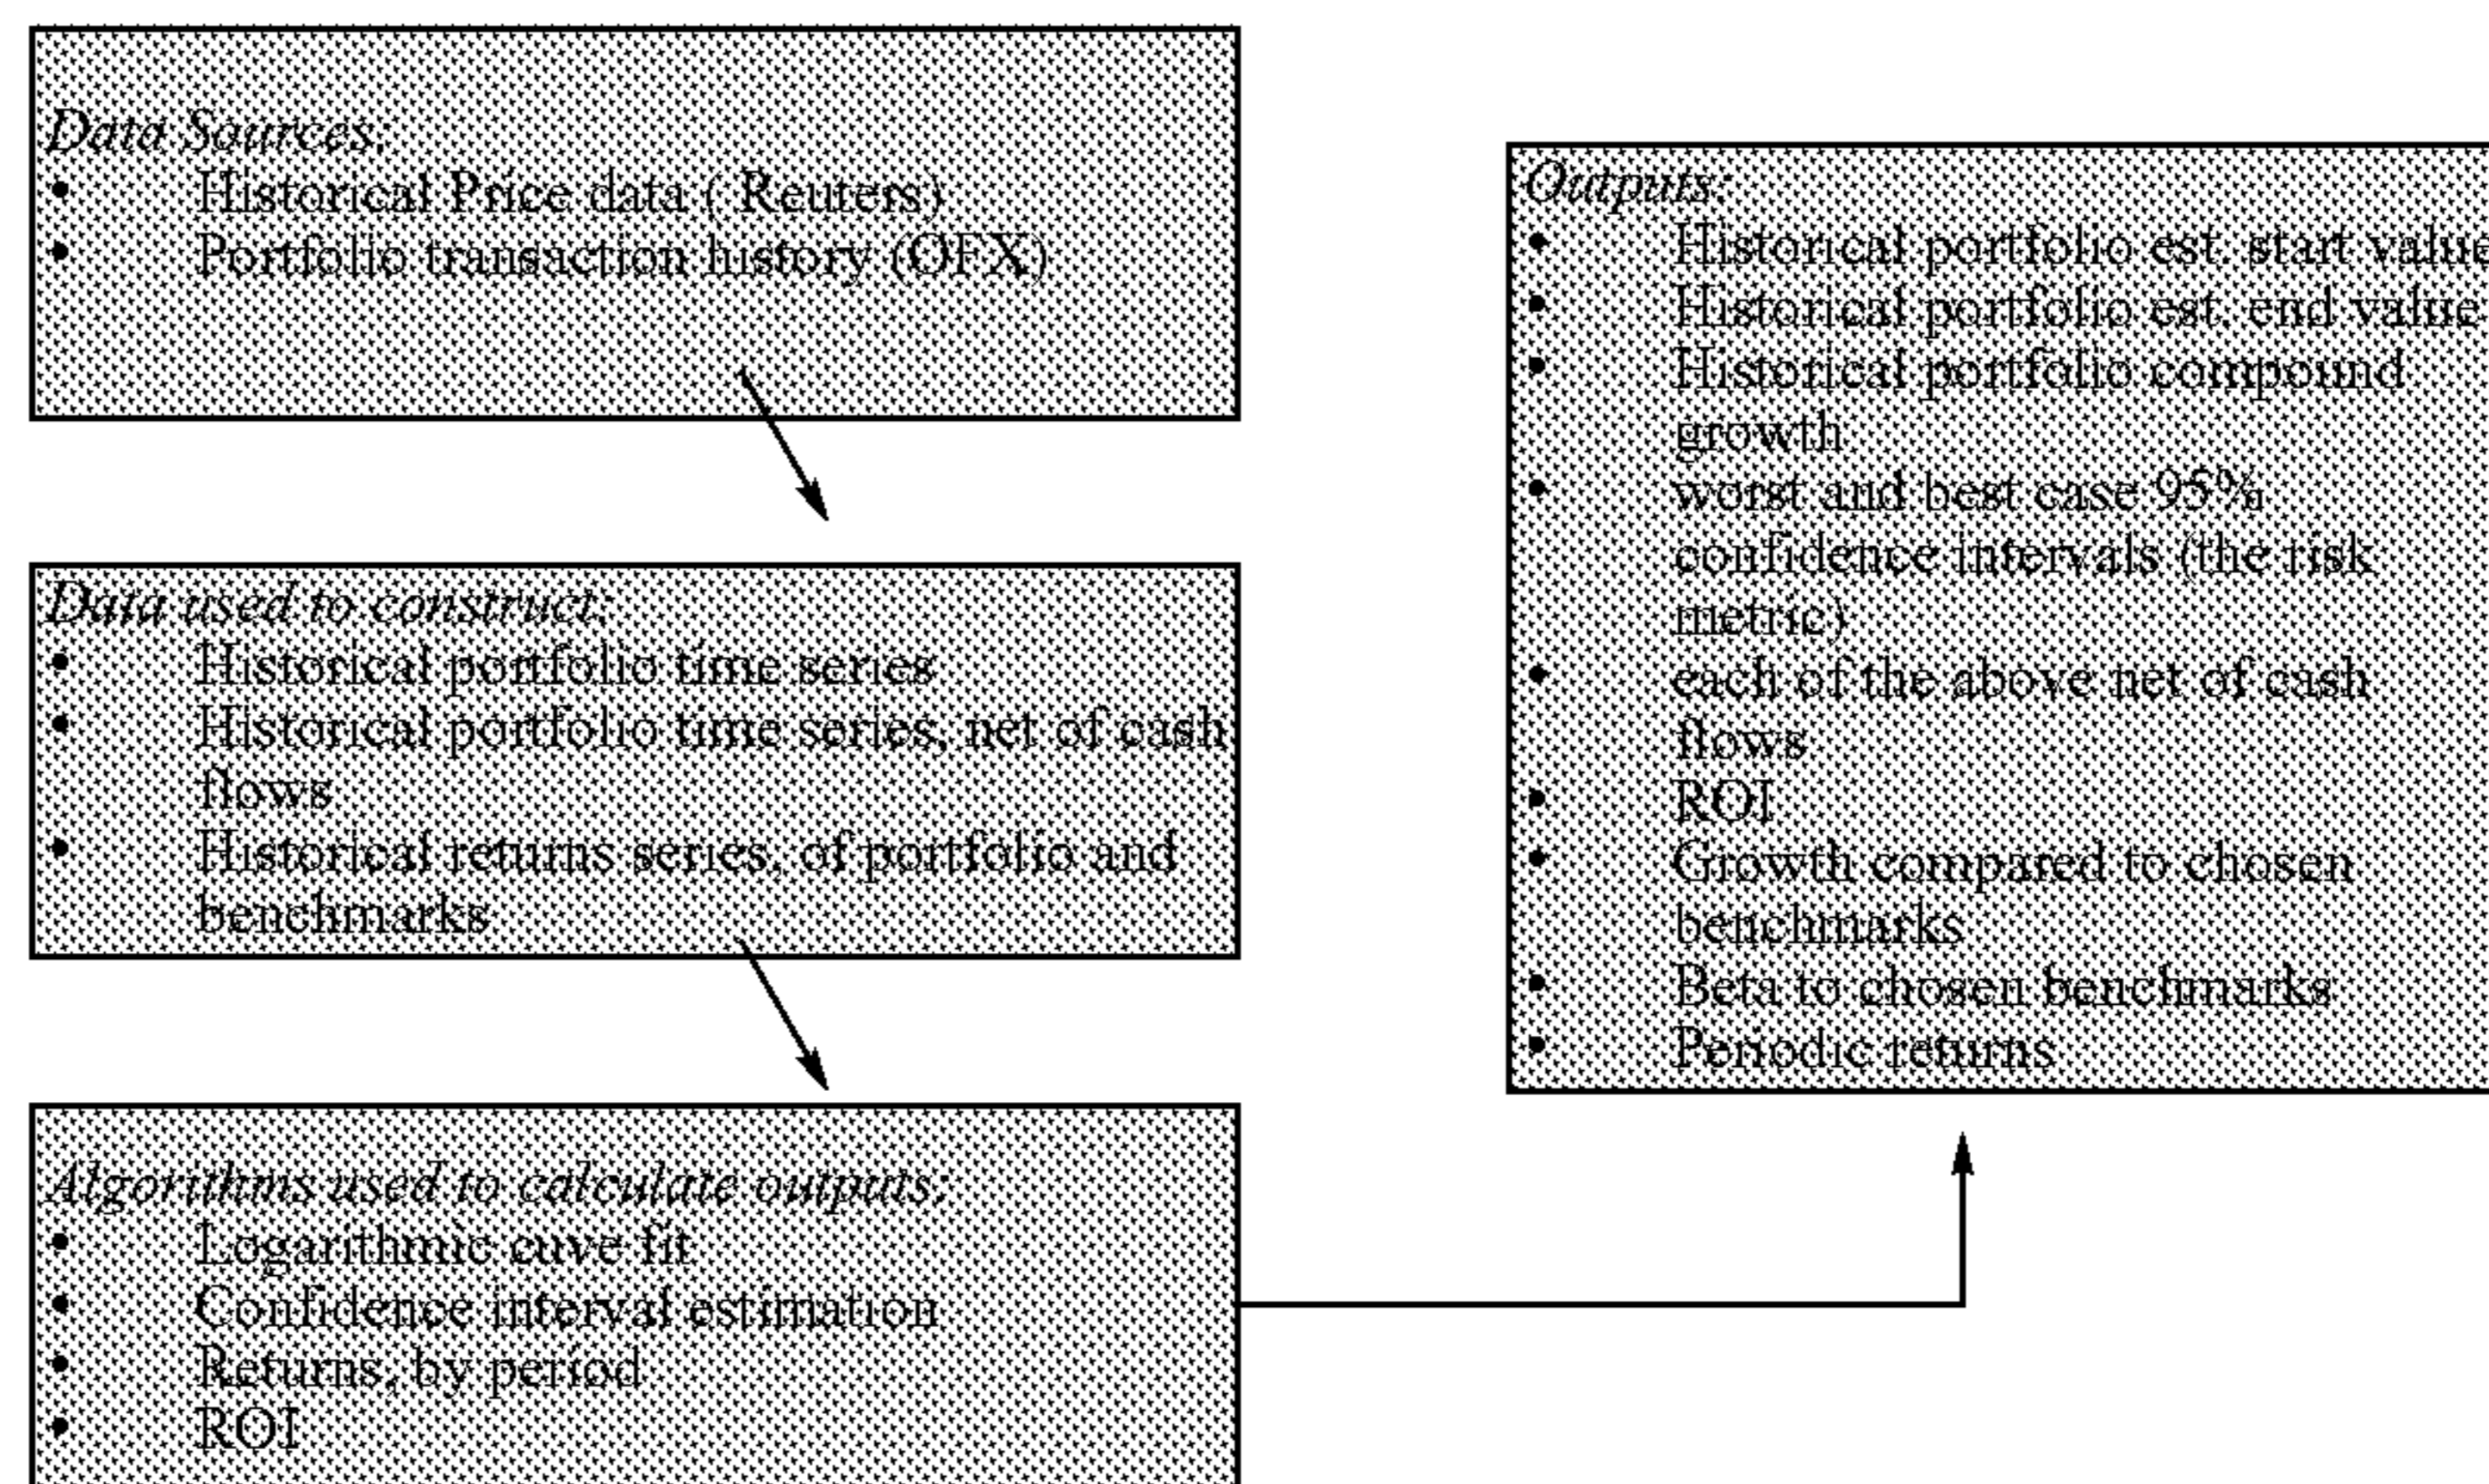 Data Sources:
• Historical Price data ( Reuters)
• Portfolio transaction history (OFX)
Data used to construct:
• Historical portfolio time series
• Historical portfolio time series, net of cash
flows
• Historical returns series, of portfolio and
benchmarks
Algorithms used to calculate outputs:
• Logarithmic cuve fit
• Confidence interval estimation
• Returns, by period
• ROI
Outputs:
• Historical portfolio est. start value
• Historical portfolio est. end value
• Historical portfolio compound
growth
• worst and best case 95%
confidence intervals (the risk
metric)
• each of the above net of cash
flows
• ROI
• Growth compared to chosen
benchmarks
• Beta to chosen benchmarks
• Periodic returns